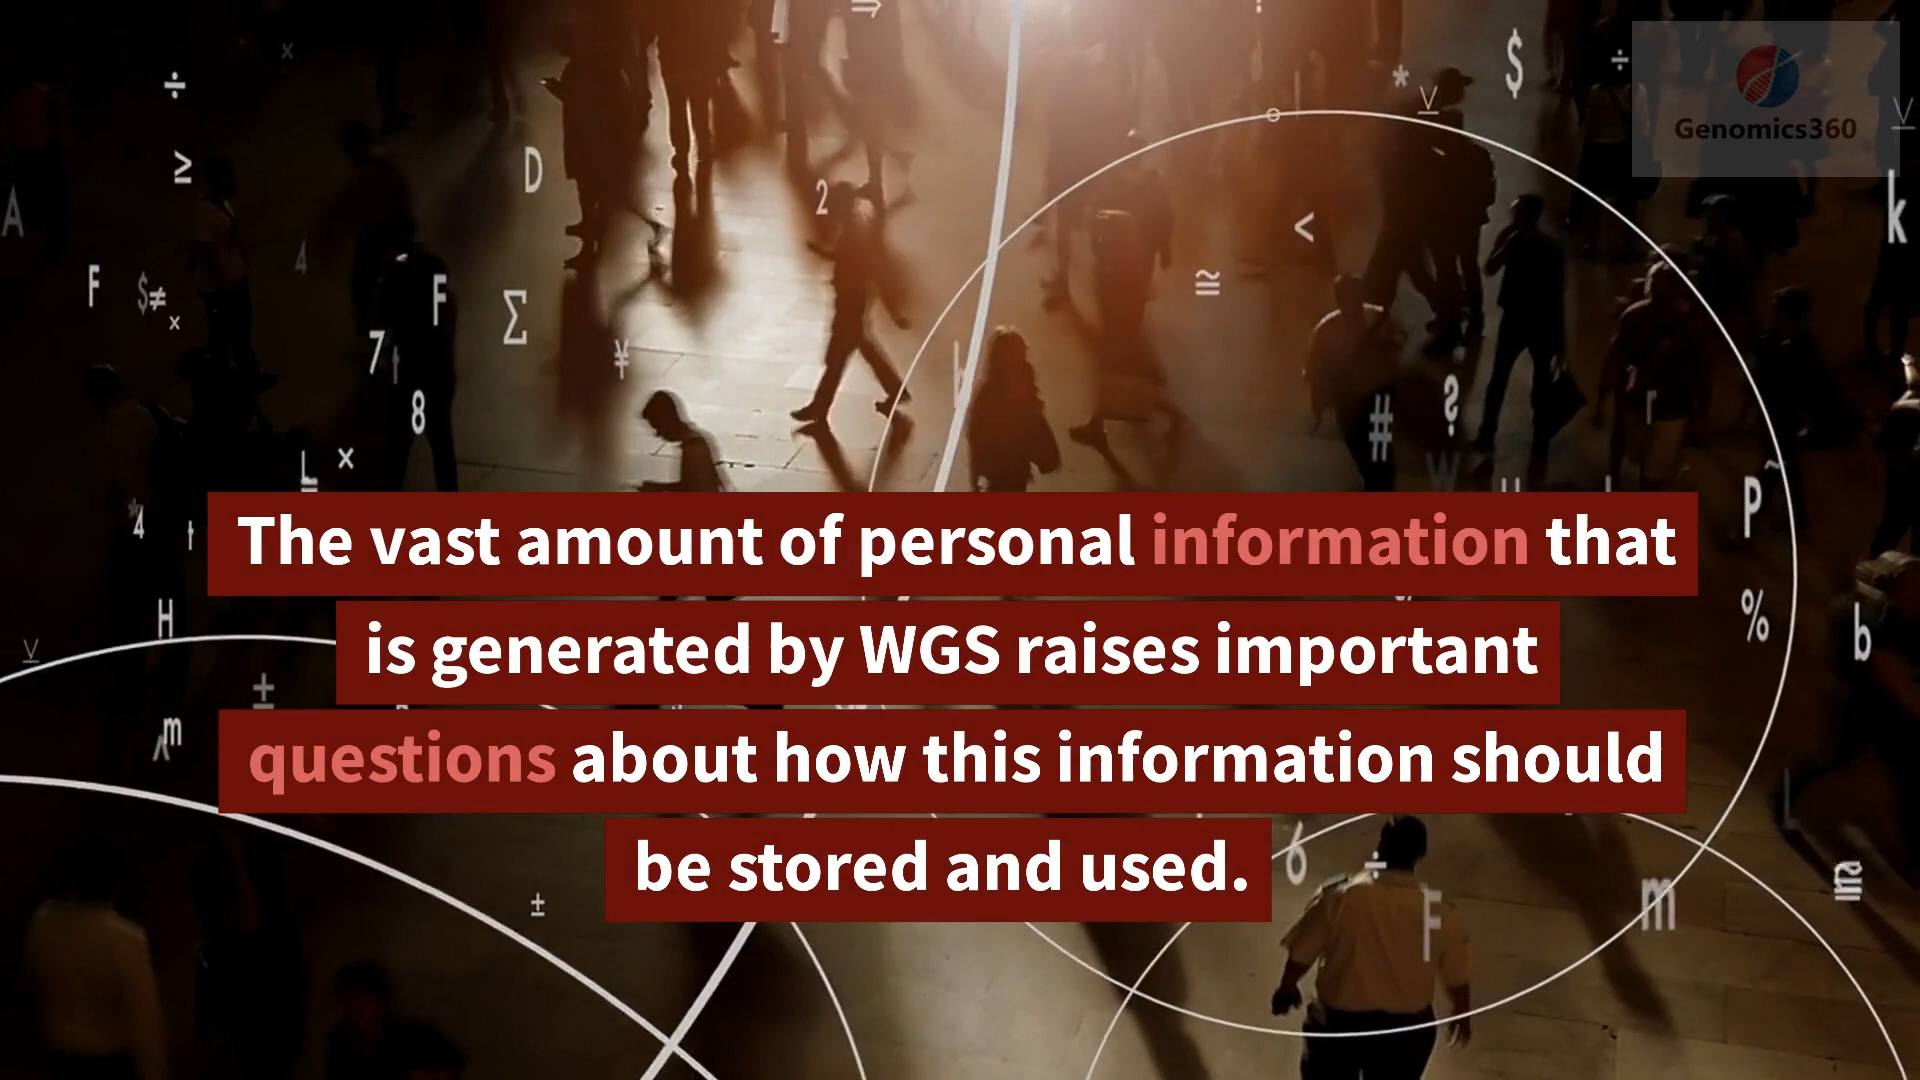 Genomics360
The vast amount of personal information that
is generated by WGS raises important
questions about how this information should
be stored and used.